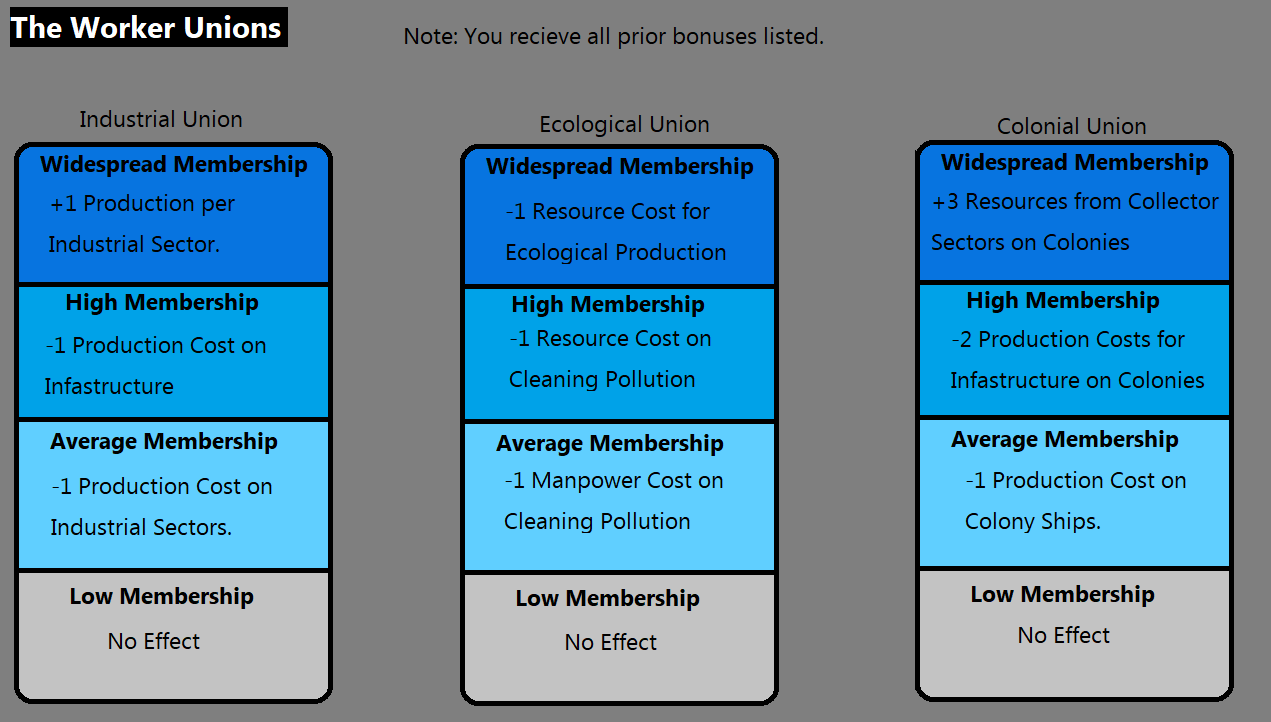 The Worker Unions
Note: You recieve all prior bonuses listed.
Industrial Union
Widespread Membership
+1 Production per
Industrial Sector.
High Membership
-1 Production Cost on
Infastructure
Average Membership
-1 Production Cost on
Industrial Sectors.
Low Membership
No Effect
Ecological Union
Widespread Membership
-1 Resource Cost for
Ecological Production
High Membership
-1 Resource Cost on
Cleaning Pollution
Average Membership
-1 Manpower Cost on
Cleaning Pollution
Low Membership
No Effect
Colonial Union
Widespread Membership
+3 Resources from Collector
Sectors on Colonies
High Membership
-2 Production Costs for
Infastructure on Colonies
Average Membership
-1 Production Cost on
Colony Ships.
Low Membership
No Effect